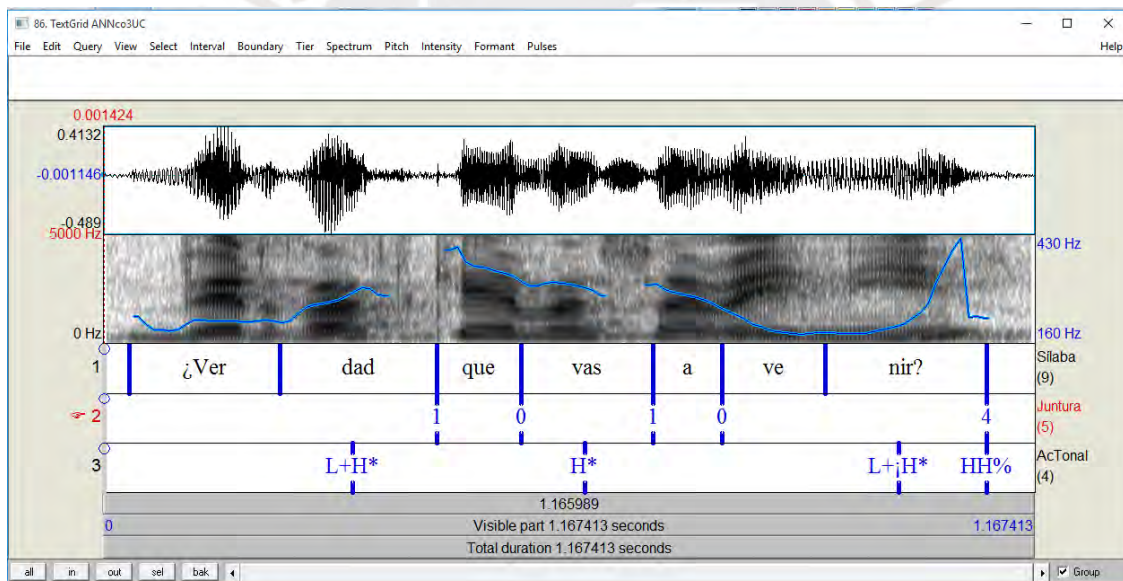 86. TextGrid ANNco3UC
File Edit Query View Select Interval Boundary Tier Spectrum Pitch Intensity Formant Pulses Help
0.001424
0.4132
-0.001146
-0.489
5000 Hz 430 Hz
0 Hz 160 Hz
1 ¿Ver dad que vas a ve nir? Sílaba (9)
2 1 0 1 0 4 Juntura (5)
3 L+H* H* L+¡H* HH% AcTonal (4)
1.165989
0 Visible part 1.167413 seconds 1.167413
Total duration 1.167413 seconds
all in out sel bak Group